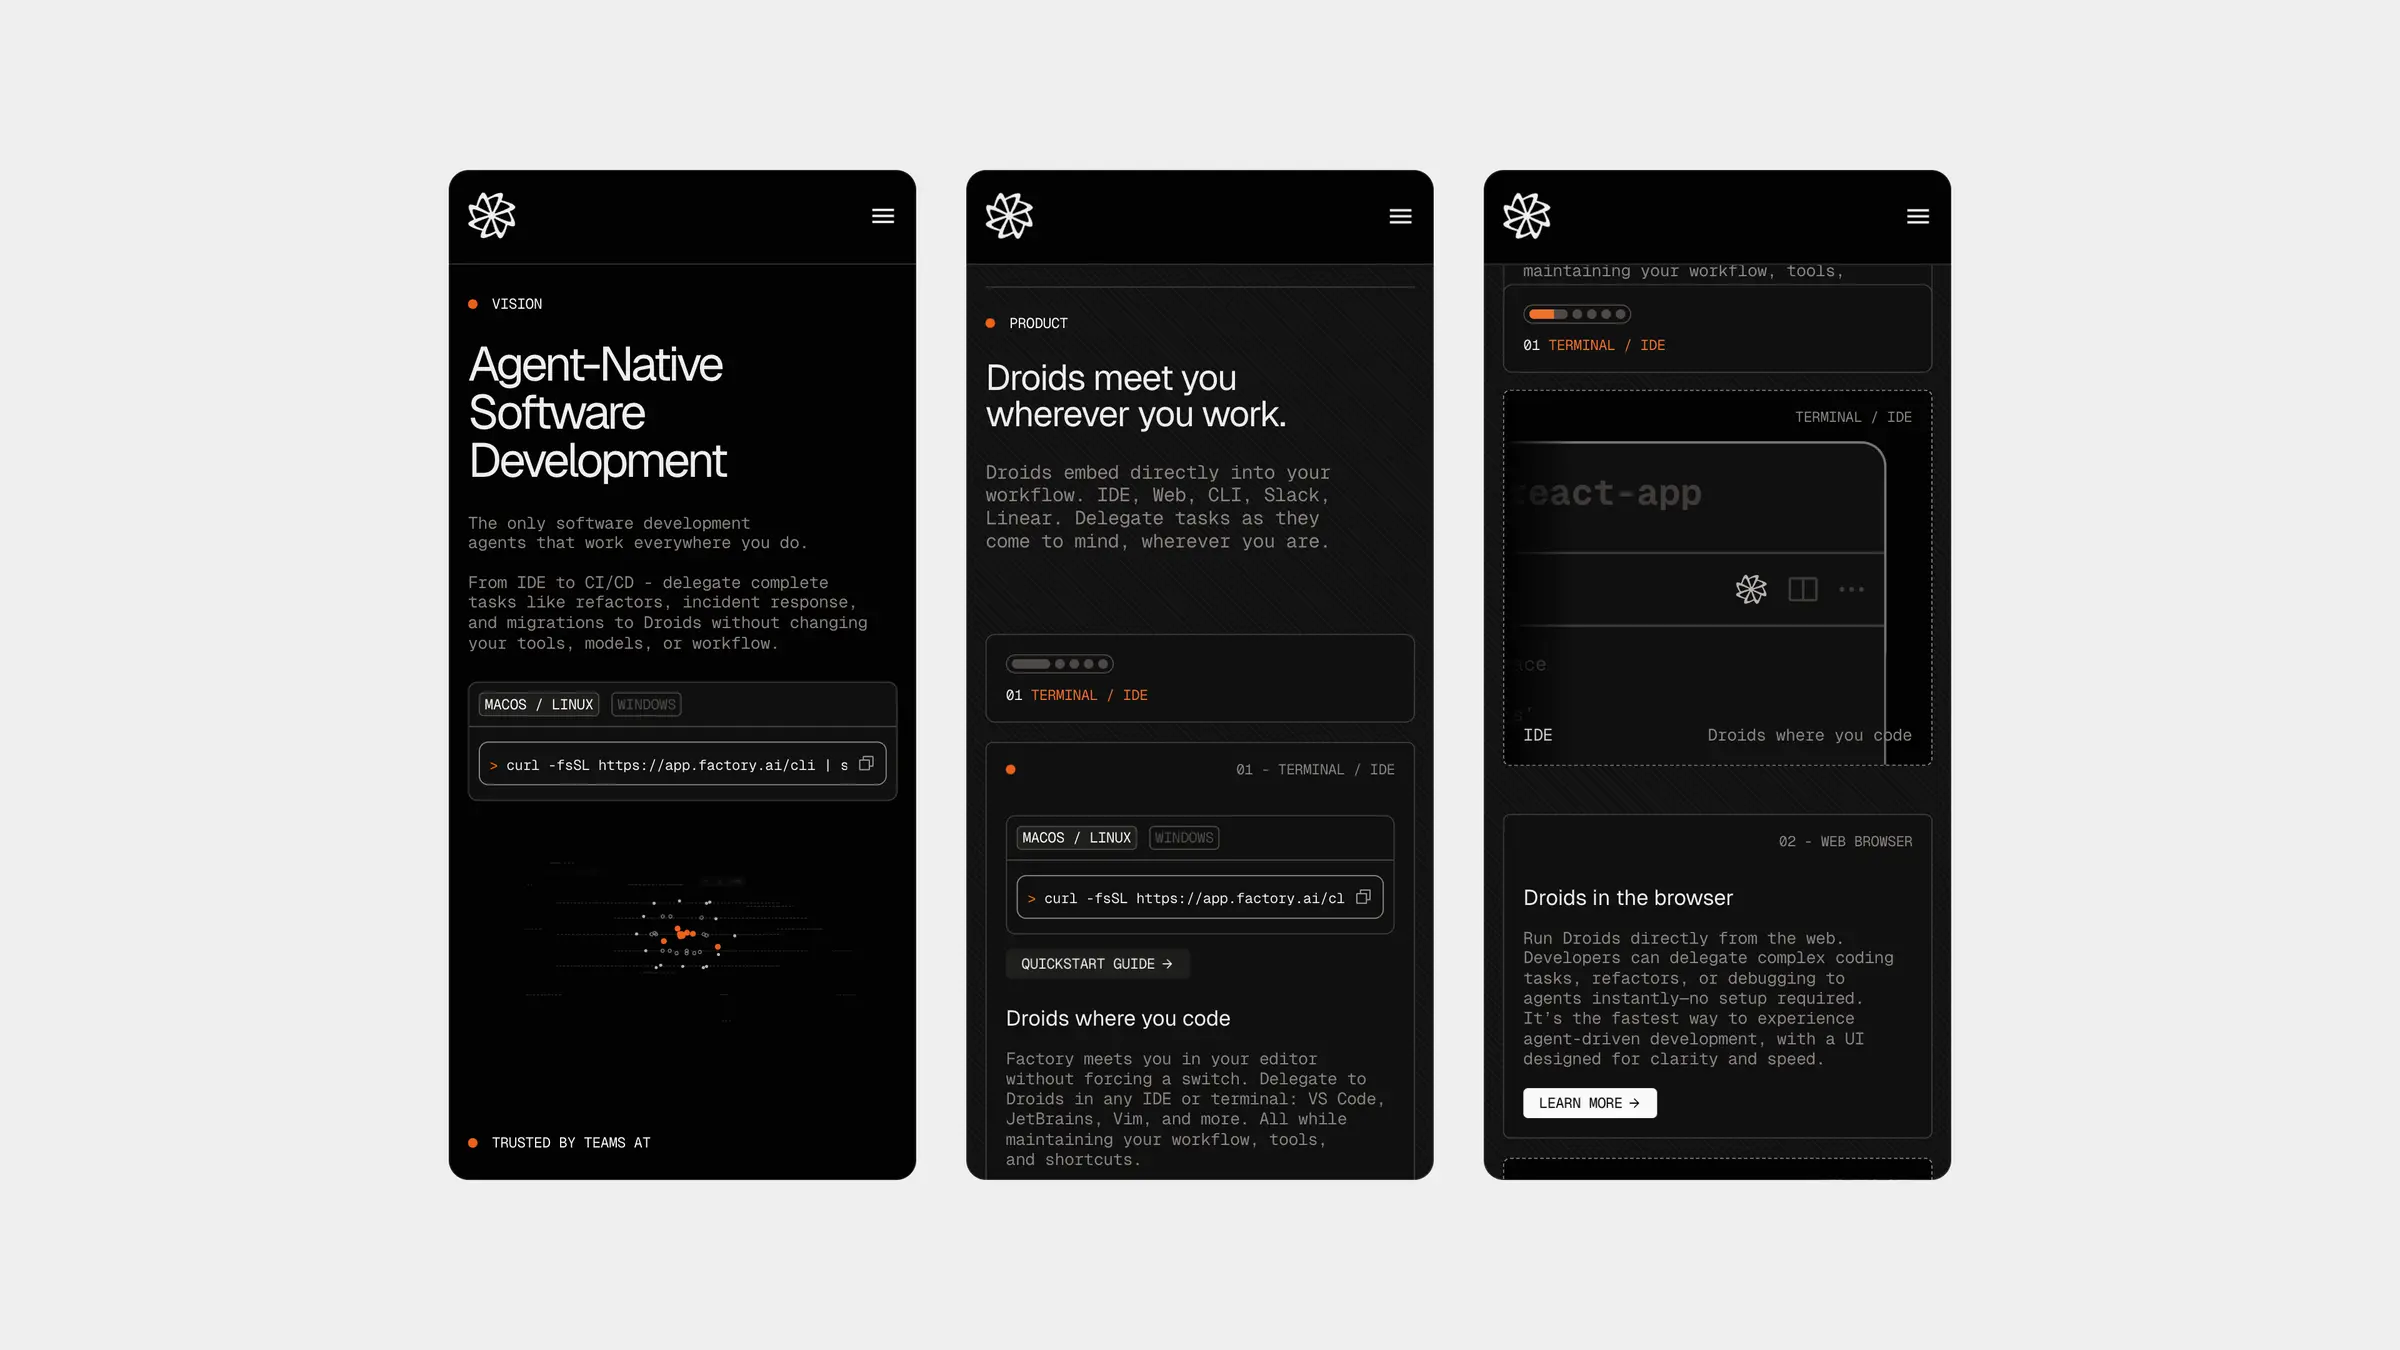 VISION
Agent-Native
Software
Development
The only software development
agents that work everywhere you do.
From IDE to CI/CD - delegate complete
tasks like refactors, incident response,
and migrations to Droids without changing
your tools, models, or workflow.
MACOS / LINUX WINDOWS
> curl -fsSL https://app.factory.ai/cli | s
TRUSTED BY TEAMS AT
PRODUCT
Droids meet you
wherever you work.
Droids embed directly into your
workflow. IDE, Web, CLI, Slack,
Linear. Delegate tasks as they
come to mind, wherever you are.
01 TERMINAL / IDE
01 - TERMINAL / IDE
MACOS / LINUX WINDOWS
> curl -fsSL https://app.factory.ai/cl
QUICKSTART GUIDE →
Droids where you code
Factory meets you in your editor
without forcing a switch. Delegate to
Droids in any IDE or terminal: VS Code,
JetBrains, Vim, and more. All while
maintaining your workflow, tools,
and shortcuts.
maintaining your workflow, tools,
01 TERMINAL / IDE
TERMINAL / IDE
react-app
ace
s'
IDE Droids where you code
02 - WEB BROWSER
Droids in the browser
Run Droids directly from the web.
Developers can delegate complex coding
tasks, refactors, or debugging to
agents instantly—no setup required.
It's the fastest way to experience
agent-driven development, with a UI
designed for clarity and speed.
LEARN MORE →